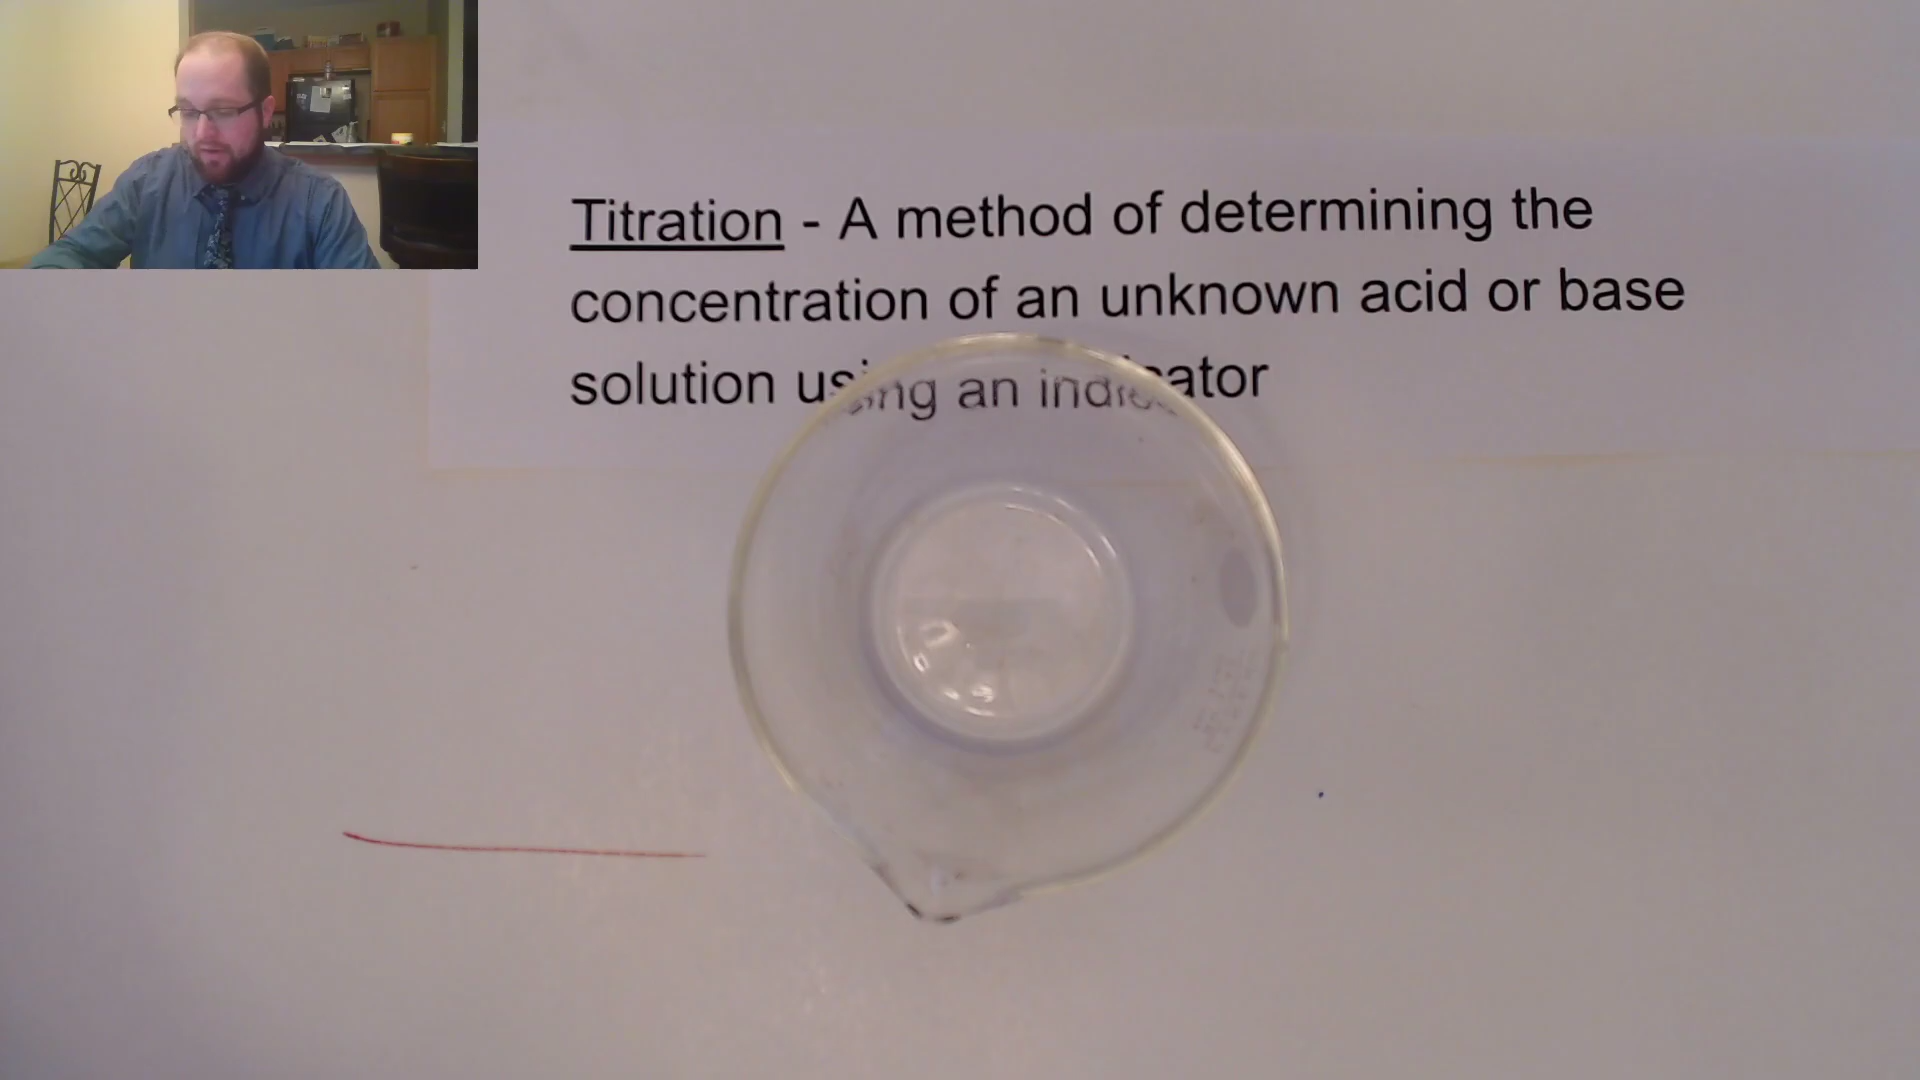 Titration - A method of determining the
concentration of an unknown acid or base
solution using an indicator